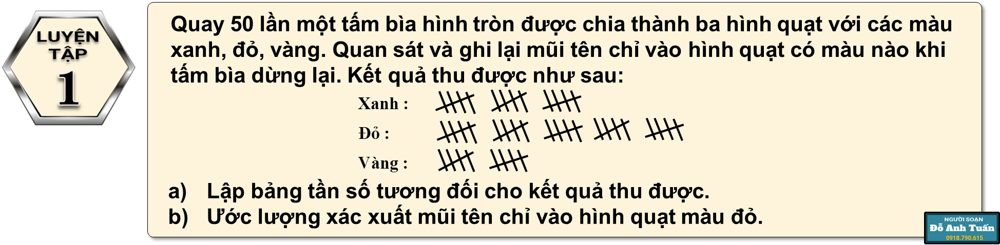 LUYỆN
TẬP
1
Quay 50 lần một tấm bìa hình tròn được chia thành ba hình quạt với các màu
xanh, đỏ, vàng. Quan sát và ghi lại mũi tên chỉ vào hình quạt có màu nào khi
tấm bìa dừng lại. Kết quả thu được như sau:
Xanh :
Đỏ :
Vàng :
a) Lập bảng tần số tương đối cho kết quả thu được.
b) Ước lượng xác xuất mũi tên chỉ vào hình quạt màu đỏ.
NGƯỜI SOẠN
Đỗ Anh Tuấn
0918.790.615